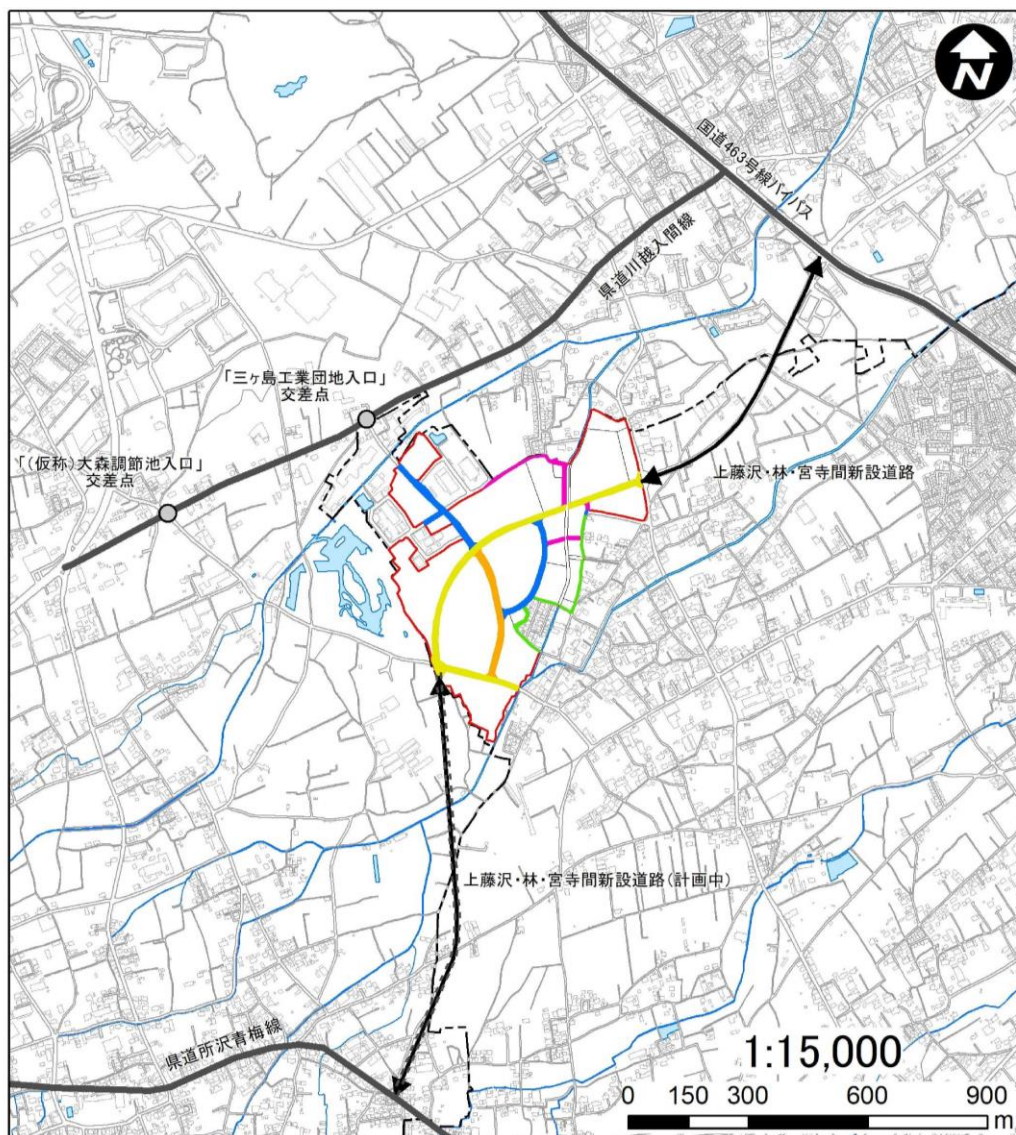 N
国道463号線バイパス
県道川越入間線
「三ヶ島工業団地入口」
交差点
「(仮称)大森調節池入口」
交差点
上藤沢・林・宮寺間新設道路
上藤沢・林・宮寺間新設道路(計画中)
県道所沢青梅線
1:15,000
0 150 300 600 900
m